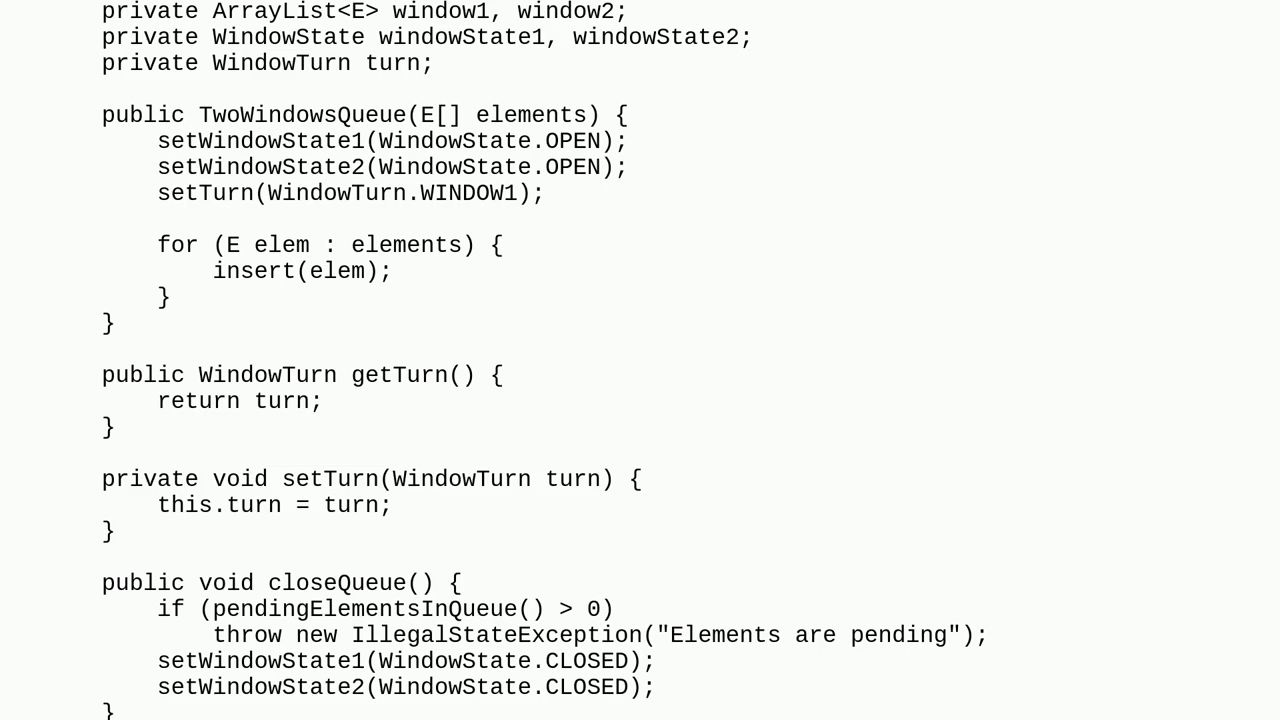 private ArrayList<E> window1, window2;
private WindowState windowState1, windowState2;
private WindowTurn turn;

public TwoWindowsQueue(E[] elements) {
    setWindowState1(WindowState.OPEN);
    setWindowState2(WindowState.OPEN);
    setTurn(WindowTurn.WINDOW1);

    for (E elem : elements) {
        insert(elem);
    }
}

public WindowTurn getTurn() {
    return turn;
}

private void setTurn(WindowTurn turn) {
    this.turn = turn;
}

public void closeQueue() {
    if (pendingElementsInQueue() > 0)
        throw new IllegalStateException("Elements are pending");
    setWindowState1(WindowState.CLOSED);
    setWindowState2(WindowState.CLOSED);
}